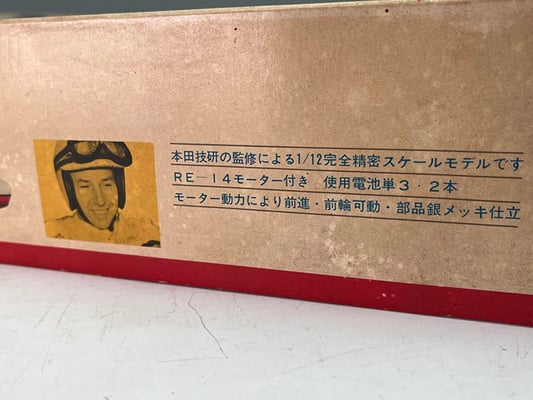 本田技研の監修による1/12完全精密スケールモデルです
RE-14モーター付き 使用電池単3・2本
モーター動力により前進・前輪可動・部品銀メッキ仕立